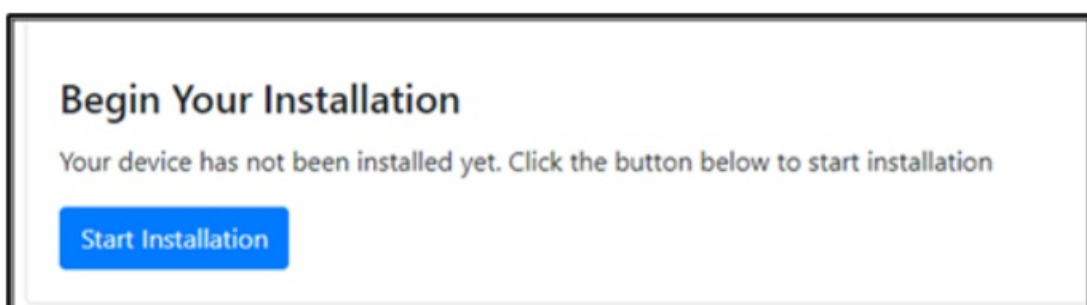 Begin Your Installation
Your device has not been installed yet. Click the button below to start installation
Start Installation